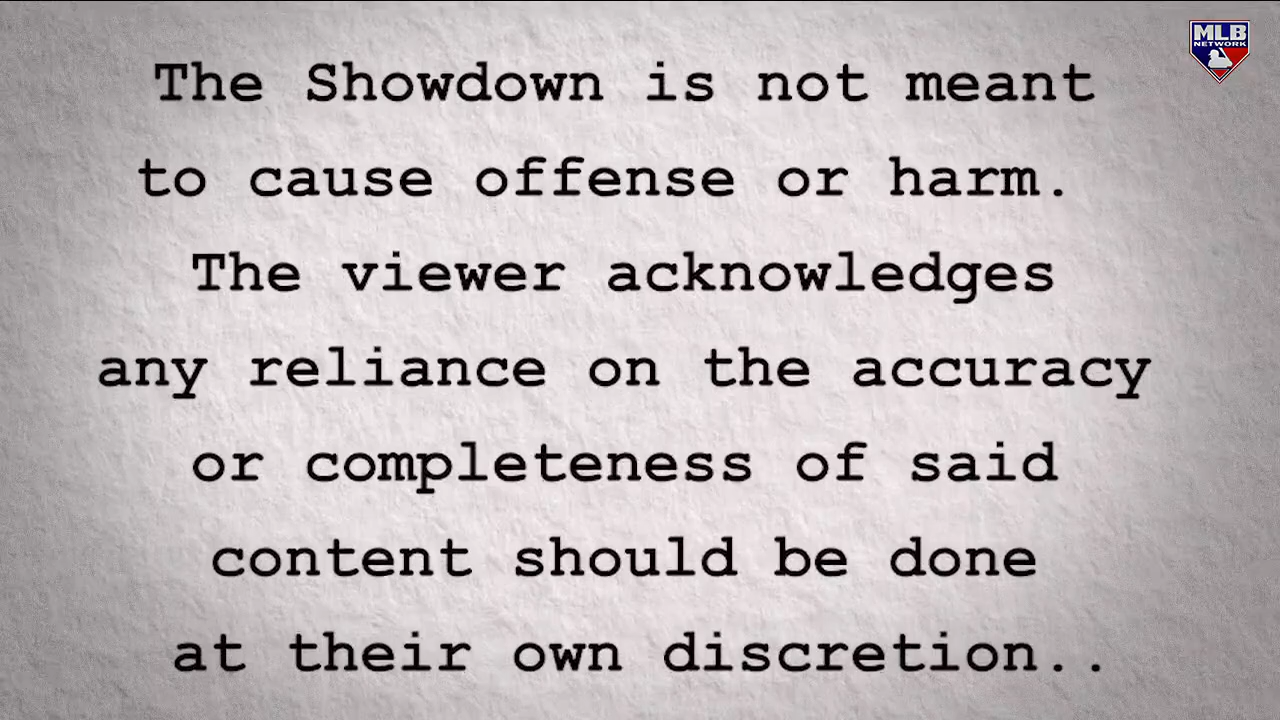 MLB
NETWORK
The Showdown is not meant
to cause offense or harm.
The viewer acknowledges
any reliance on the accuracy
or completeness of said
content should be done
at their own discretion..